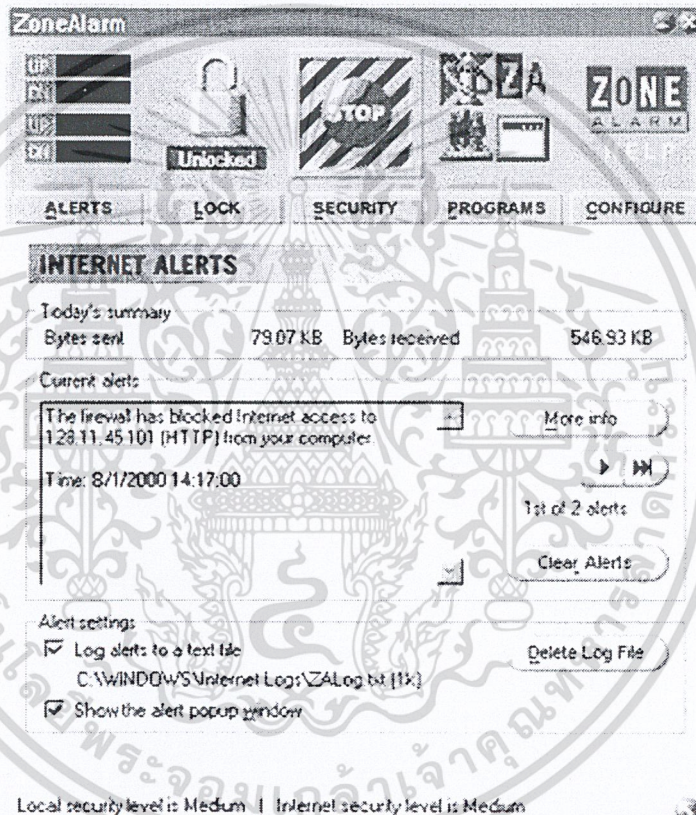 ZoneAlarm
UP
UP
STOP
ZA
ZONE
ALARM
Unlocked
ALERTS LOCK SECURITY PROGRAMS CONFIGURE
INTERNET ALERTS
Today's summary
Bytes sent 79.07 KB Bytes received 546.93 KB
Current alerts
The firewall has blocked Internet access to
128.11.45.101 (HTTP) from your computer.
Time: 8/1/2000 14:17:00
More info
1st of 2 alerts
Clear Alerts
Alert settings
Log alerts to a text file
C:\WINDOWS\Internet Logs\ZALog.txt (1k)
Delete Log File
Show the alert popup window
Local security level is Medium | Internet security level is Medium